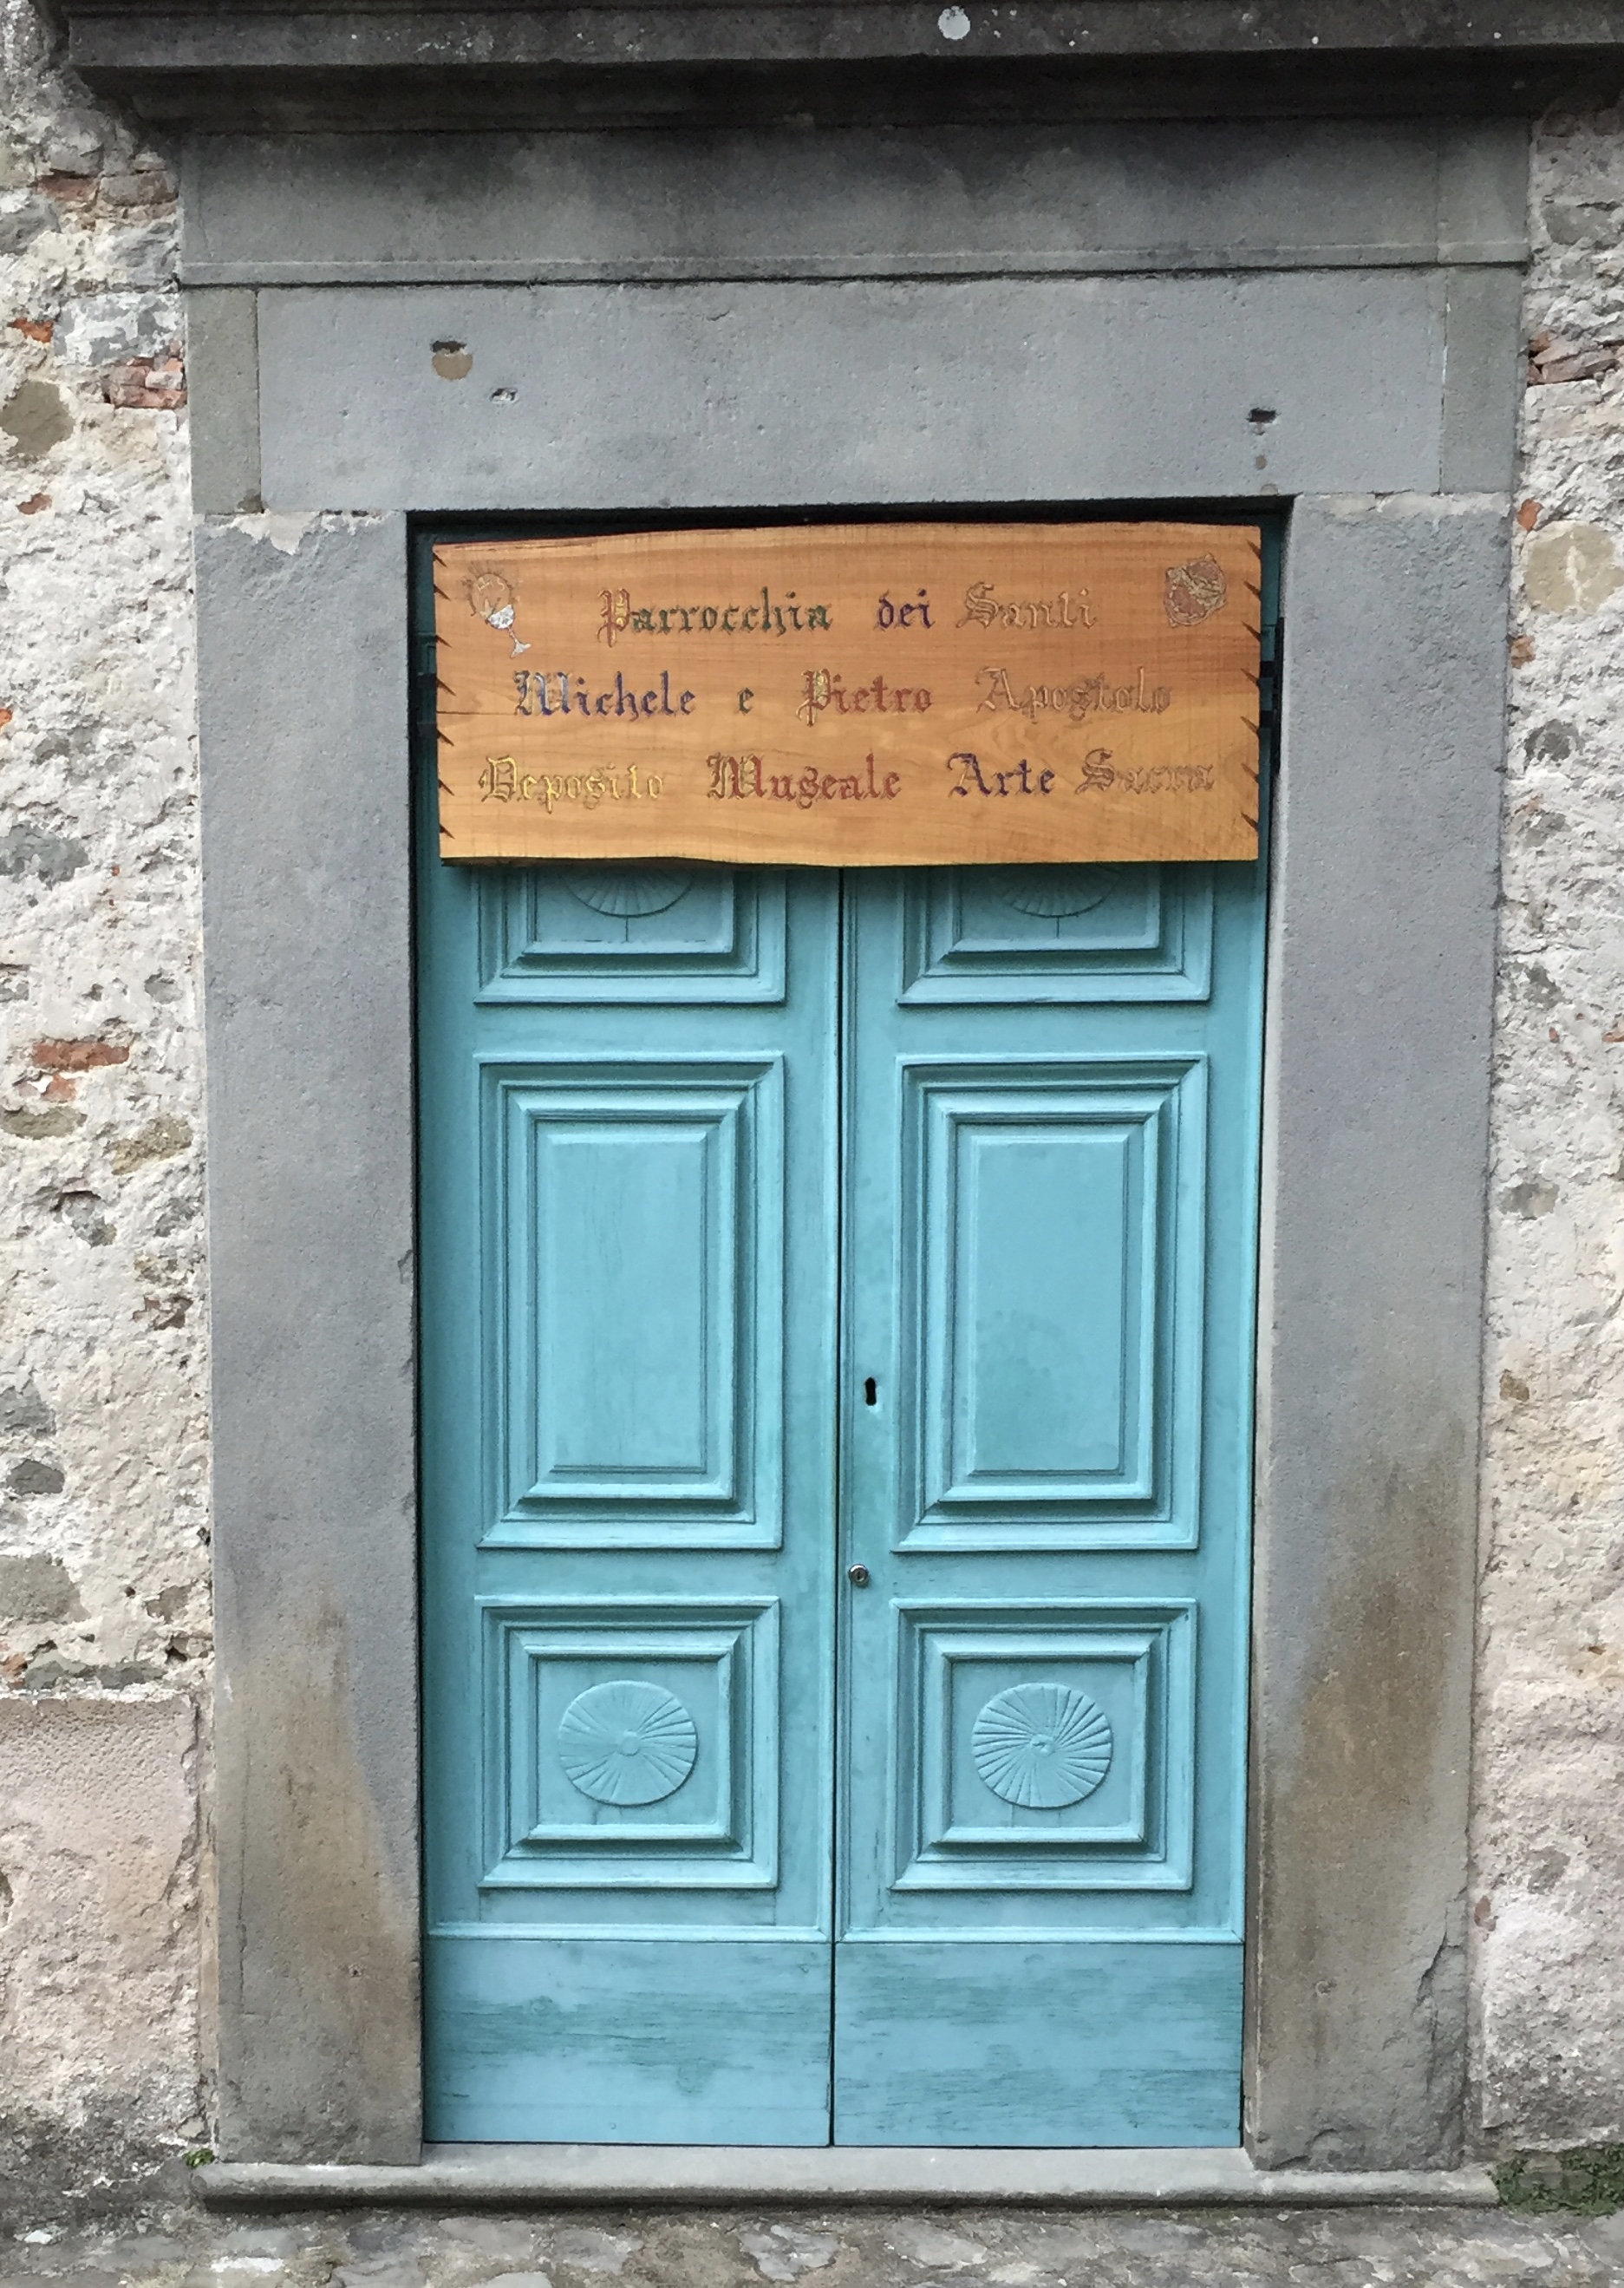 Parrocchia dei Santi
Michele e Pietro Apostolo
Deposito Museale Arte Sacra